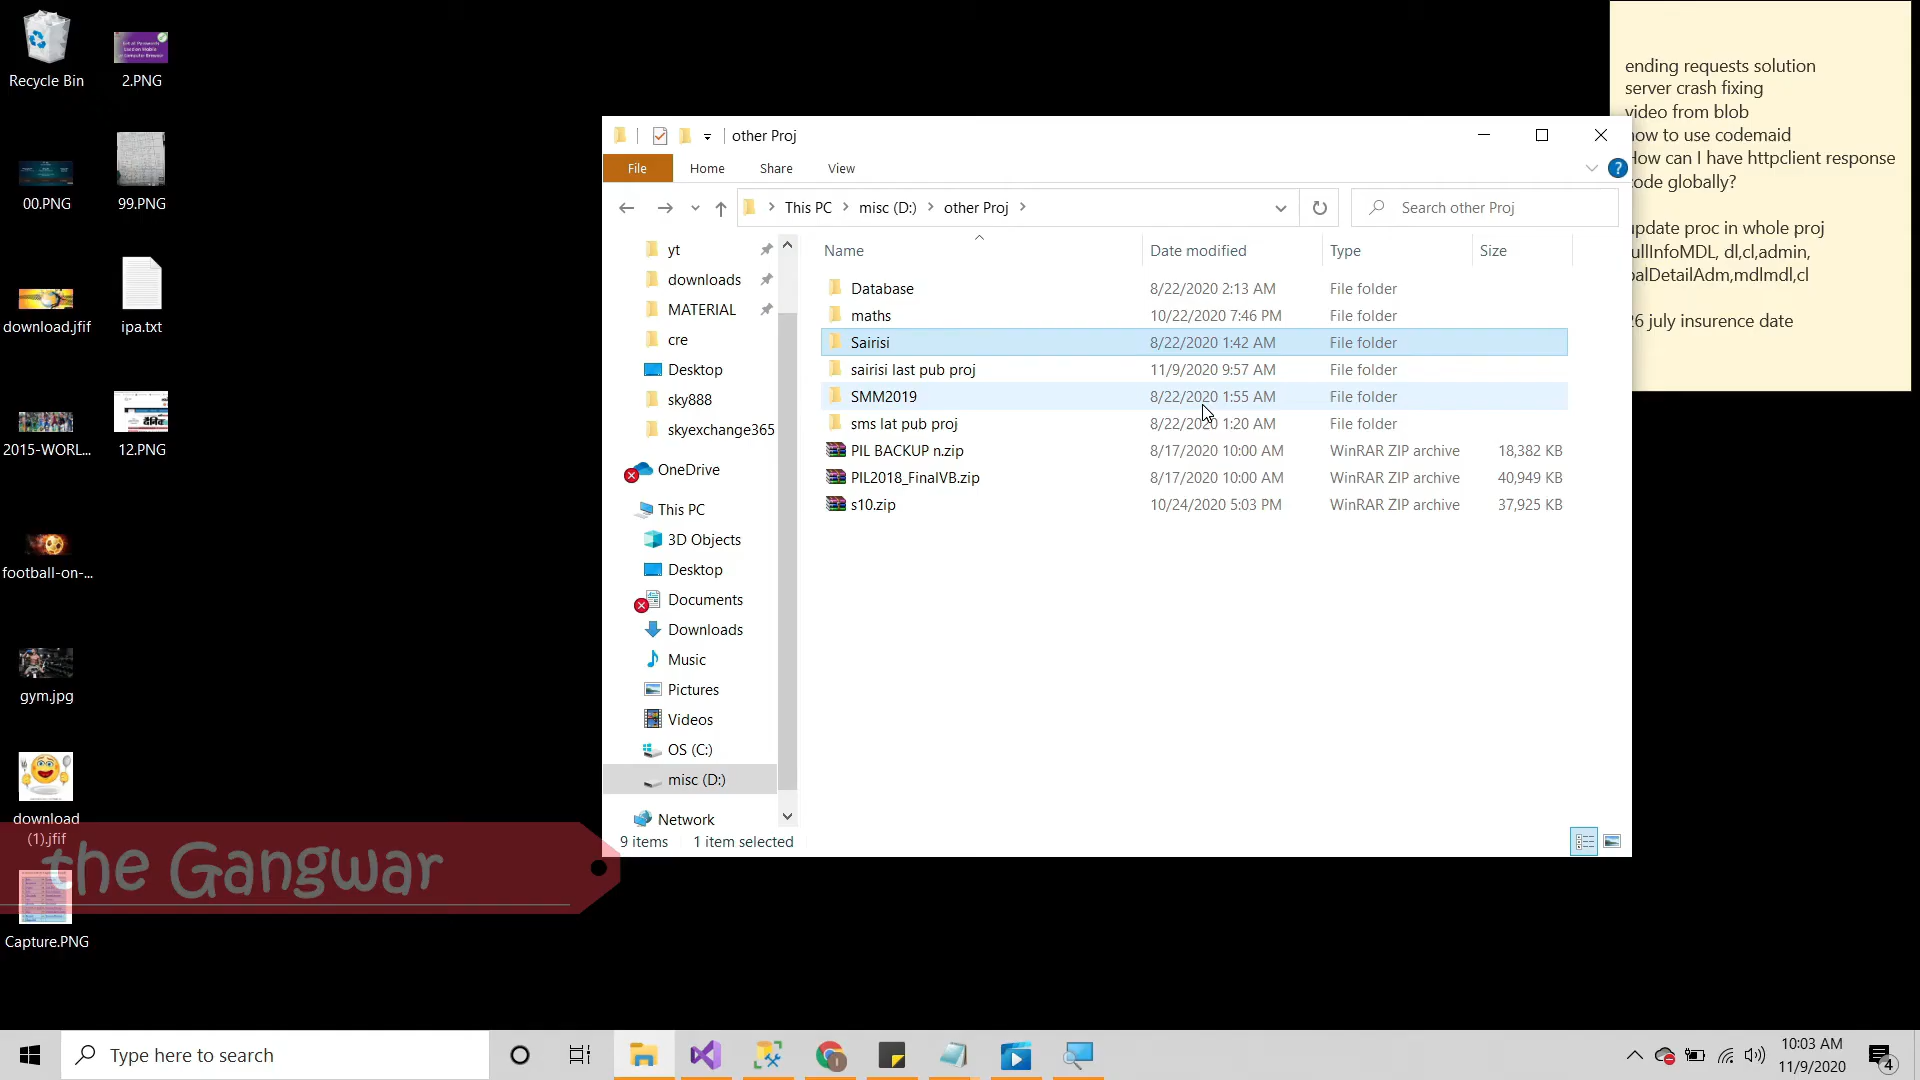 Recycle Bin
2.PNG
00.PNG
99.PNG
download.jfif
ipa.txt
2015-WORL...
12.PNG
football-on-...
gym.jpg
download
(1).jfif
the Gangwar
Capture.PNG
ending requests solution
server crash fixing
video from blob
how to use codemaid
How can I have httpclient response
code globally?
update proc in whole proj
ullInfoMDL, dl,cl,admin,
balDetailAdm,mdlmdl,cl
26 july insurence date
other Proj
File Home Share View
This PC misc (D:) other Proj
Search other Proj
yt
downloads
MATERIAL
cre
Desktop
sky888
skyexchange365
OneDrive
This PC
3D Objects
Desktop
Documents
Downloads
Music
Pictures
Videos
OS (C:)
misc (D:)
Network
Name Date modified Type Size
Database 8/22/2020 2:13 AM File folder
maths 10/22/2020 7:46 PM File folder
Sairisi 8/22/2020 1:42 AM File folder
sairisi last pub proj 11/9/2020 9:57 AM File folder
SMM2019 8/22/2020 1:55 AM File folder
sms lat pub proj 8/22/2020 1:20 AM File folder
PIL BACKUP n.zip 8/17/2020 10:00 AM WinRAR ZIP archive 18,382 KB
PIL2018_FinalVB.zip 8/17/2020 10:00 AM WinRAR ZIP archive 40,949 KB
s10.zip 10/24/2020 5:03 PM WinRAR ZIP archive 37,925 KB
9 items 1 item selected
Type here to search
10:03 AM
11/9/2020
4